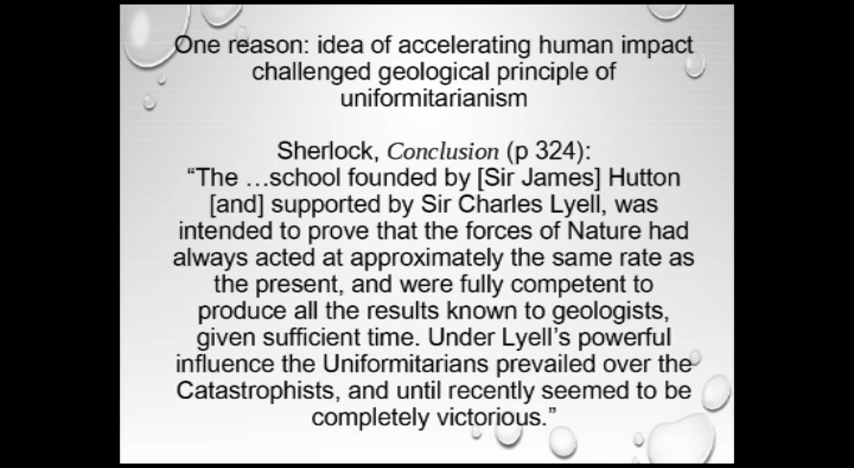 One reason: idea of accelerating human impact
challenged geological principle of
uniformitarianism
Sherlock, Conclusion (p 324):
“The …school founded by [Sir James] Hutton
[and] supported by Sir Charles Lyell, was
intended to prove that the forces of Nature had
always acted at approximately the same rate as
the present, and were fully competent to
produce all the results known to geologists,
given sufficient time. Under Lyell’s powerful
influence the Uniformitarians prevailed over the
Catastrophists, and until recently seemed to be
completely victorious.”